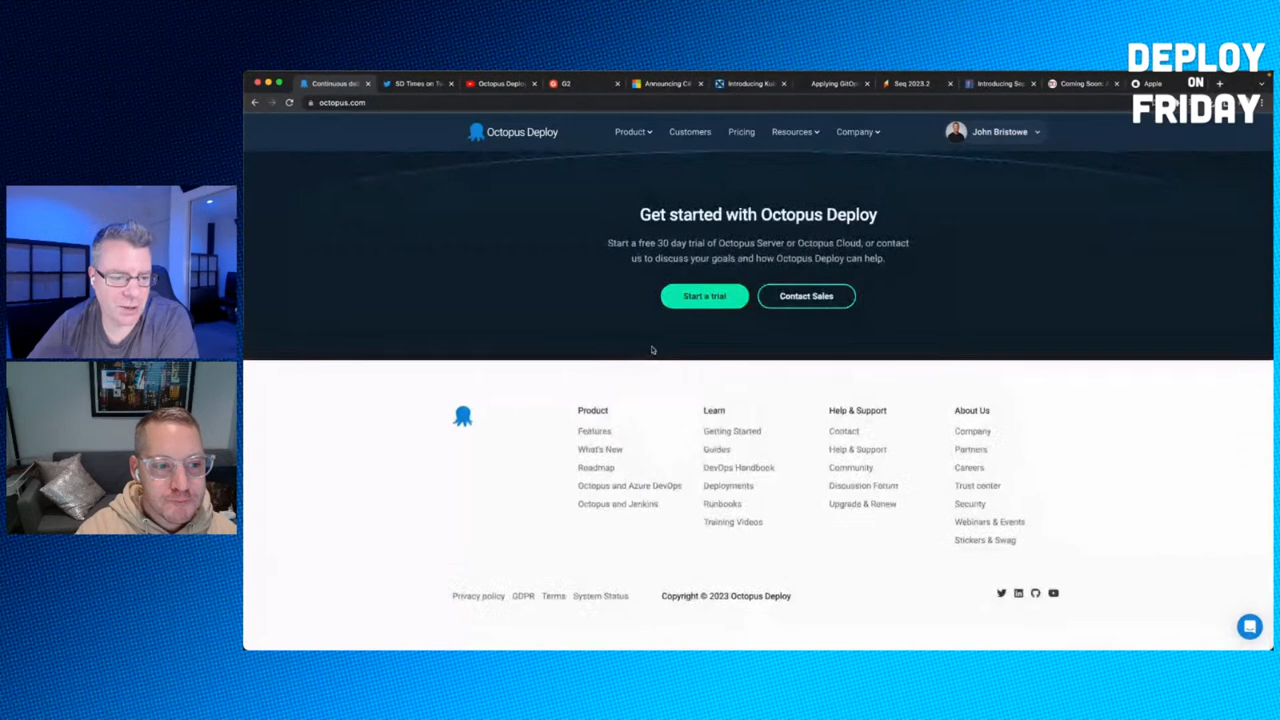 DEPLOY
ON
FRIDAY
Continuous del
SD Times on Tw
Octopus Deploy
G2
Announcing
Introducing
Applying GitOp
Seq 2023.2
Introducing
Coming Soon:
Apple
octopus.com
Octopus Deploy
Product
Customers
Pricing
Resources
Company
John Bristowe
Get started with Octopus Deploy
Start a free 30 day trial of Octopus Server or Octopus Cloud, or contact
us to discuss your goals and how Octopus Deploy can help.
Start a trial
Contact Sales
Product
Features
What's New
Roadmap
Octopus and Azure DevOps
Octopus and Jenkins
Learn
Getting Started
Guides
DevOps Handbook
Deployments
Runbooks
Training Videos
Help & Support
Contact
Help & Support
Community
Discussion Forum
Upgrade & Renew
About Us
Company
Partners
Careers
Trust center
Security
Webinars & Events
Stickers & Swag
Privacy policy
GDPR
Terms
System Status
Copyright © 2023 Octopus Deploy